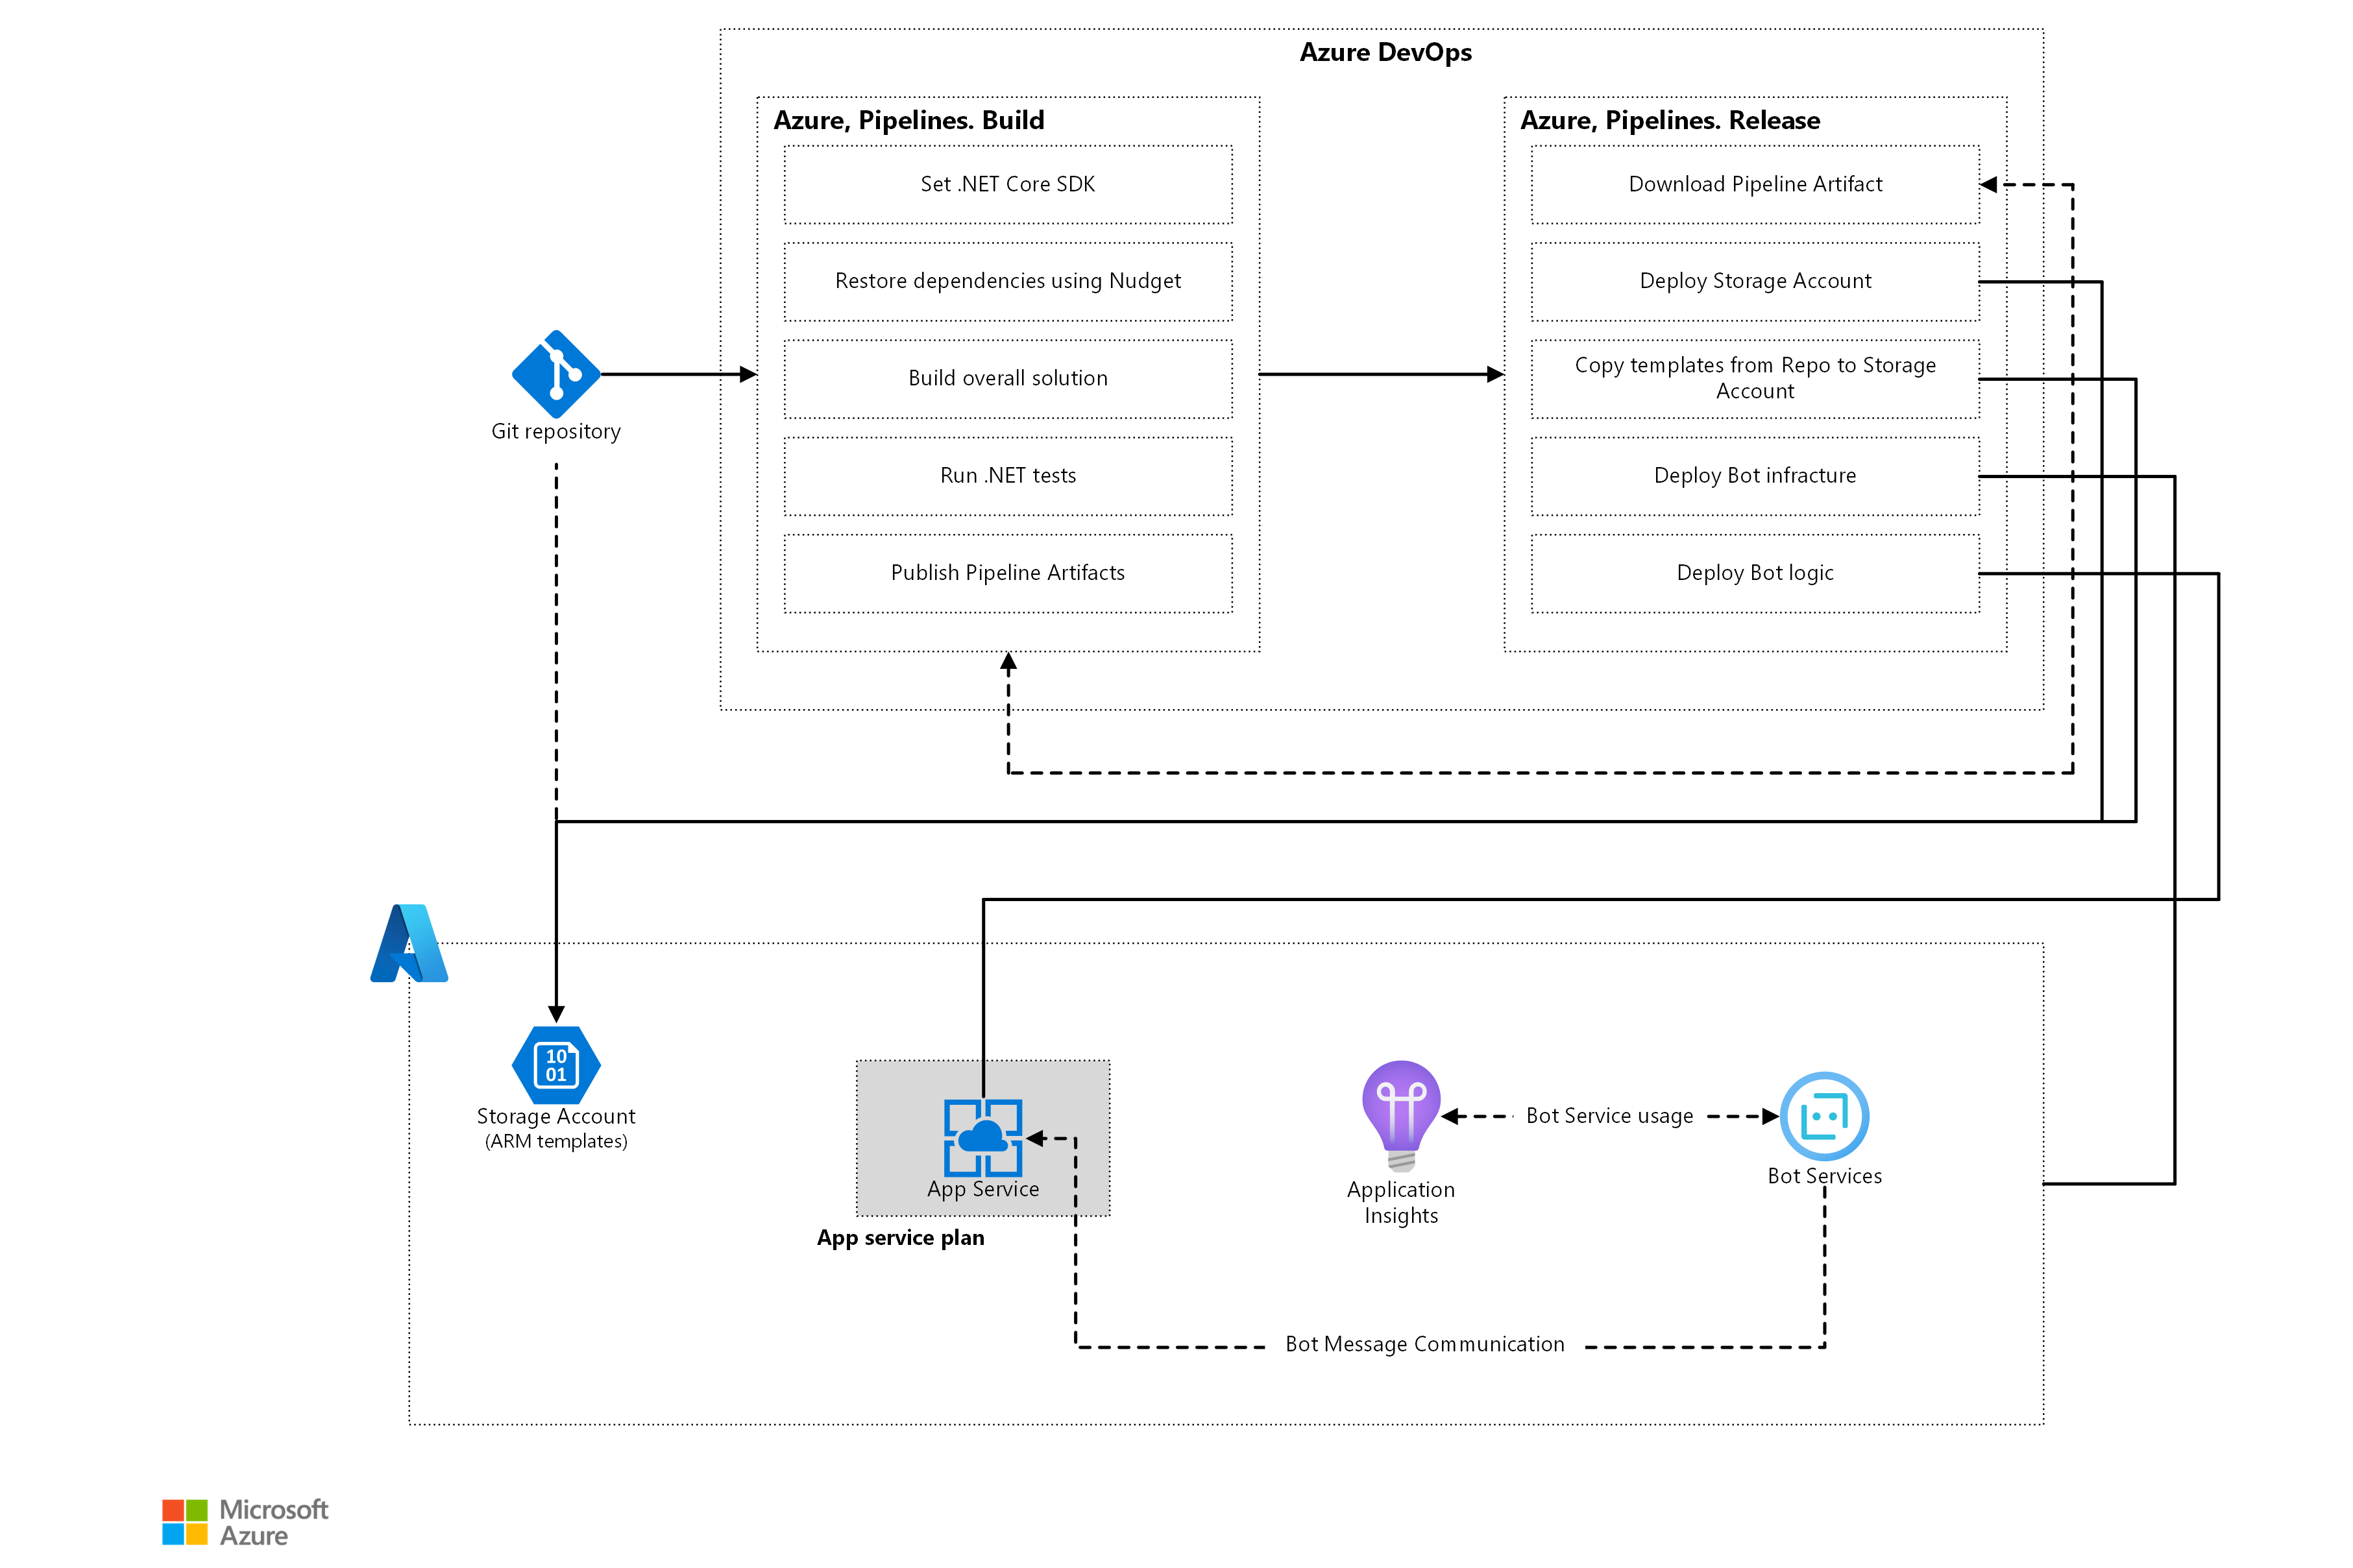 Azure DevOps
Azure, Pipelines. Build
Set .NET Core SDK
Restore dependencies using Nudget
Build overall solution
Run .NET tests
Publish Pipeline Artifacts
Azure, Pipelines. Release
Download Pipeline Artifact
Deploy Storage Account
Copy templates from Repo to Storage
Account
Deploy Bot infracture
Deploy Bot logic
Git repository
10
01
Storage Account
(ARM templates)
App Service
App service plan
Application
Insights
Bot Service usage
Bot Services
Bot Message Communication
Microsoft
Azure